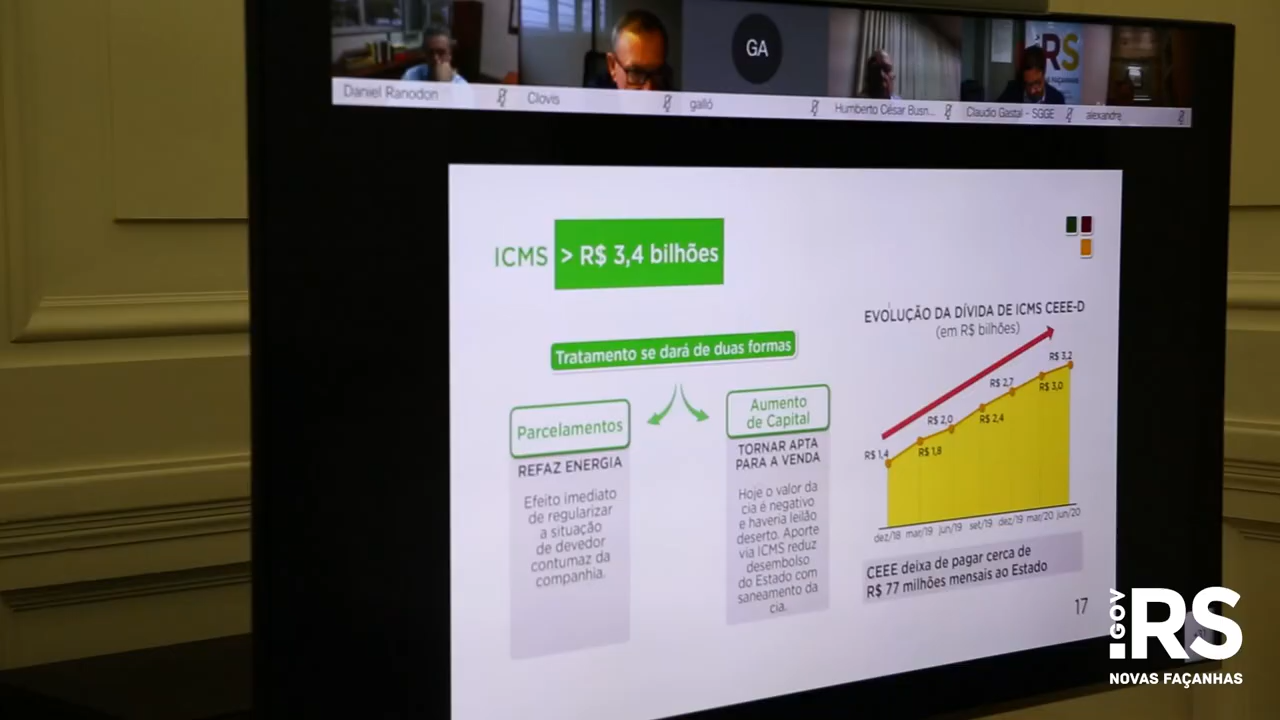 GA
RS
FAÇANHAS
Daniel Ranodon
Clovis
galló
Humberto César Busn...
Claudio Gastal - SGGE
alexandre
ICMS > R$ 3,4 bilhões
Tratamento se dará de duas formas
Parcelamentos
REFAZ ENERGIA
Efeito imediato
de regularizar
a situação
de devedor
contumaz da
companhia.
Aumento
de Capital
TORNAR APTA
PARA A VENDA
Hoje o valor da
cia é negativo
e haveria leilão
deserto. Aporte
via ICMS reduz
desembolso
do Estado com
saneamento da
cia.
EVOLUÇÃO DA DÍVIDA DE ICMS CEEE-D
(em R$ bilhões)
R$ 1,4
R$ 1,8
R$ 2,0
R$ 2,4
R$ 2,7
R$ 3,0
R$ 3,2
dez/18 mar/19 jun/19 set/19 dez/19 mar/20 jun/20
CEEE deixa de pagar cerca de
R$ 77 milhões mensais ao Estado
17
.GOV
RS
NOVAS FAÇANHAS